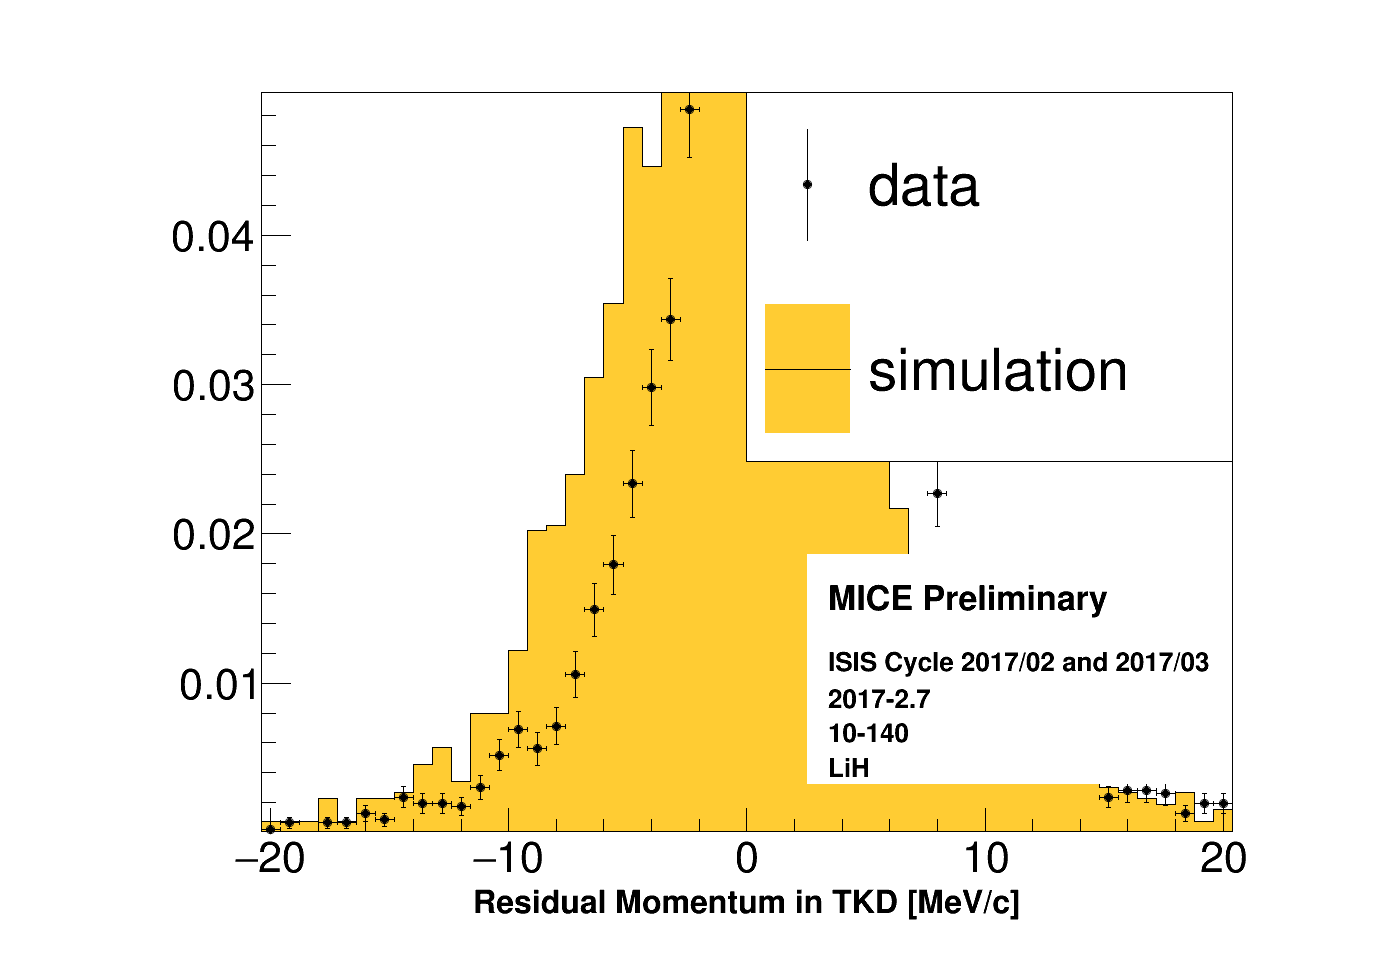 0.04
0.03
0.02
0.01
data
simulation
MICE Preliminary
ISIS Cycle 2017/02 and 2017/03
2017-2.7
10-140
LiH
−20 −10 0 10 20
Residual Momentum in TKD [MeV/c]